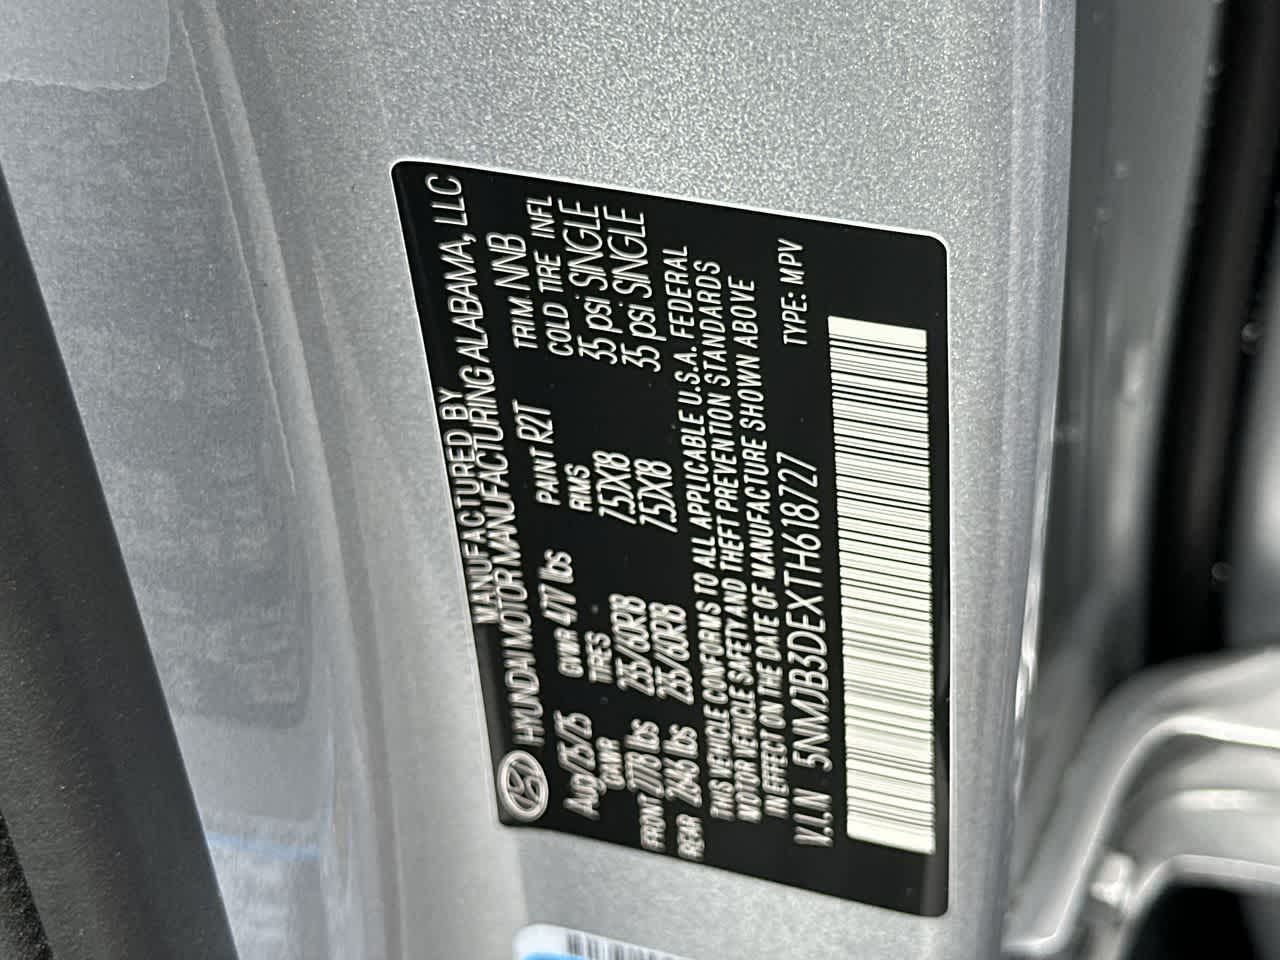 MANUFACTURED BY
HYUNDAI MOTOR MANUFACTURING ALABAMA, LLC
GVWR 4717 lbs PAINT R2T TRIM NNB
GAWR TIRES RIMS COLD TIRE INFL
FRONT 2778 lbs 235/60R18 7.5JX18 35 psi SINGLE
REAR 2646 lbs 235/60R18 7.5JX18 35 psi SINGLE
THIS VEHICLE CONFORMS TO ALL APPLICABLE U.S.A. FEDERAL
MOTOR VEHICLE SAFETY AND THEFT PREVENTION STANDARDS
IN EFFECT ON THE DATE OF MANUFACTURE SHOWN ABOVE
V.I.N 5NMJB3DEXTH618727 TYPE: MPV